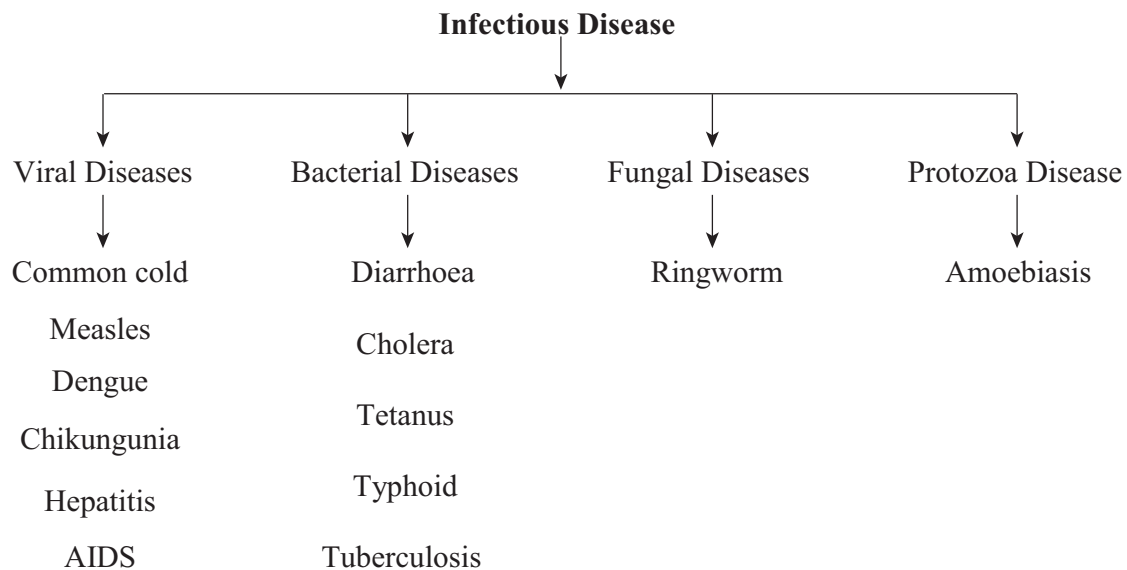 Infectious Disease
Viral Diseases
Bacterial Diseases
Fungal Diseases
Protozoa Disease
Common cold
Measles
Dengue
Chikungunia
Hepatitis
AIDS
Diarrhoea
Cholera
Tetanus
Typhoid
Tuberculosis
Ringworm
Amoebiasis